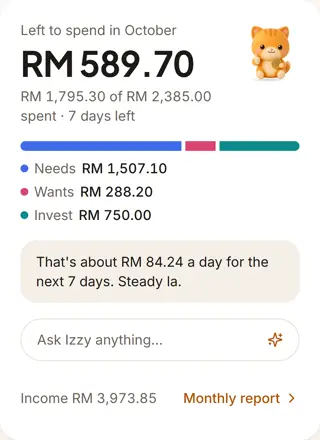 Left to spend in October
RM 589.70
RM 1,795.30 of RM 2,385.00
spent · 7 days left
Needs RM 1,507.10
Wants RM 288.20
Invest RM 750.00
That's about RM 84.24 a day for the
next 7 days. Steady la.
Ask Izzy anything...
Income RM 3,973.85 Monthly report